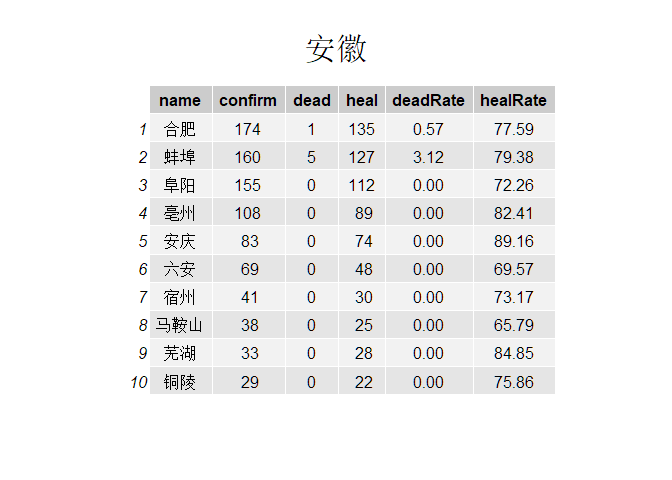 安徽
name confirm dead heal deadRate healRate
1 合肥 174 1 135 0.57 77.59
2 蚌埠 160 5 127 3.12 79.38
3 阜阳 155 0 112 0.00 72.26
4 亳州 108 0 89 0.00 82.41
5 安庆 83 0 74 0.00 89.16
6 六安 69 0 48 0.00 69.57
7 宿州 41 0 30 0.00 73.17
8 马鞍山 38 0 25 0.00 65.79
9 芜湖 33 0 28 0.00 84.85
10 铜陵 29 0 22 0.00 75.86